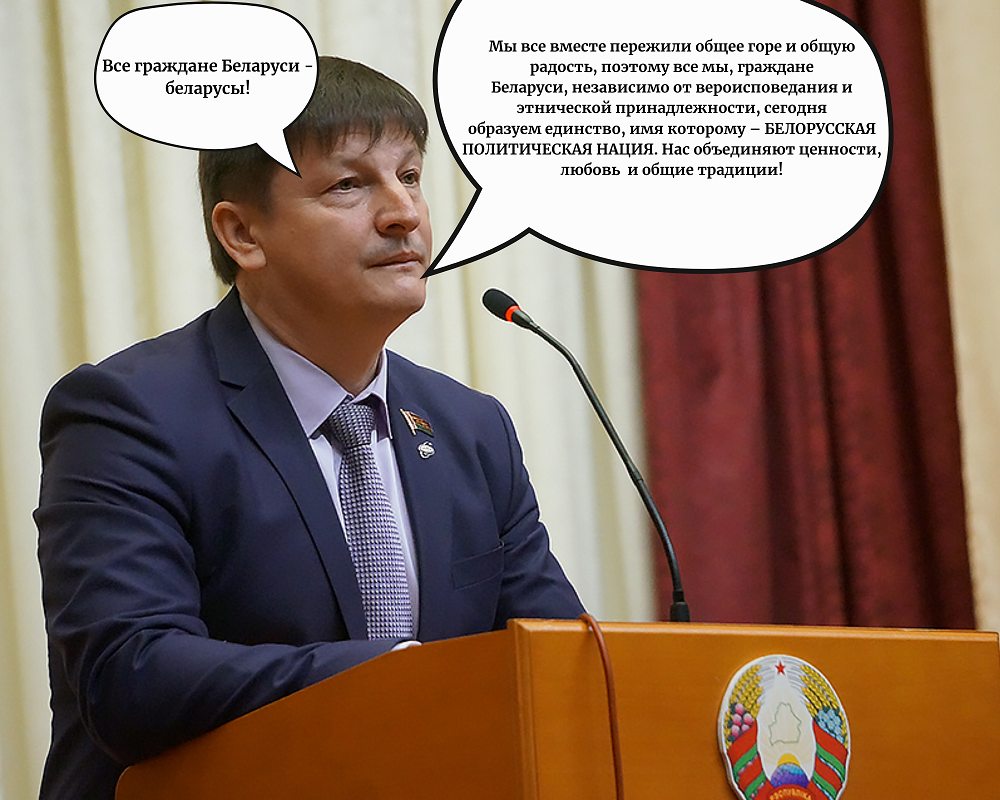 Все граждане Беларуси -
беларусы!
Мы все вместе пережили общее горе и общую
радость, поэтому все мы, граждане
Беларуси, независимо от вероисповедания и
этнической принадлежности, сегодня
образуем единство, имя которому – БЕЛОРУССКАЯ
ПОЛИТИЧЕСКАЯ НАЦИЯ. Нас объединяют ценности,
любовь  и общие традиции!
РЭСПУБЛІКА